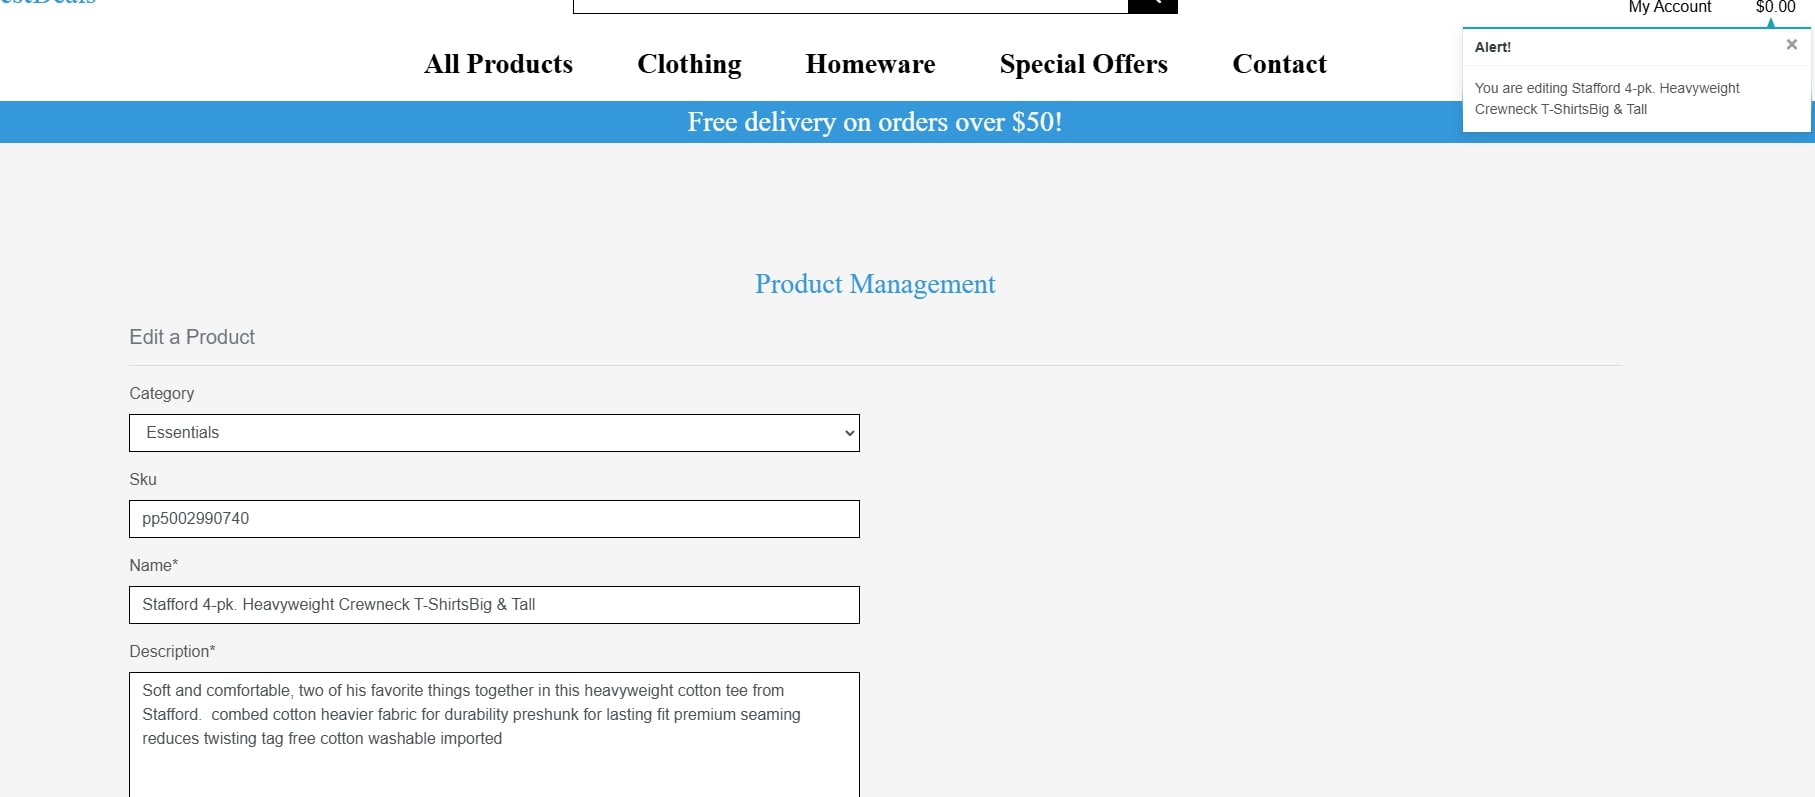 My Account $0.00
Alert!
You are editing Stafford 4-pk. Heavyweight
Crewneck T-ShirtsBig & Tall
All Products Clothing Homeware Special Offers Contact
Free delivery on orders over $50!
Product Management
Edit a Product
Category
Essentials
Sku
pp5002990740
Name*
Stafford 4-pk. Heavyweight Crewneck T-ShirtsBig & Tall
Description*
Soft and comfortable, two of his favorite things together in this heavyweight cotton tee from
Stafford.  combed cotton heavier fabric for durability preshunk for lasting fit premium seaming
reduces twisting tag free cotton washable imported